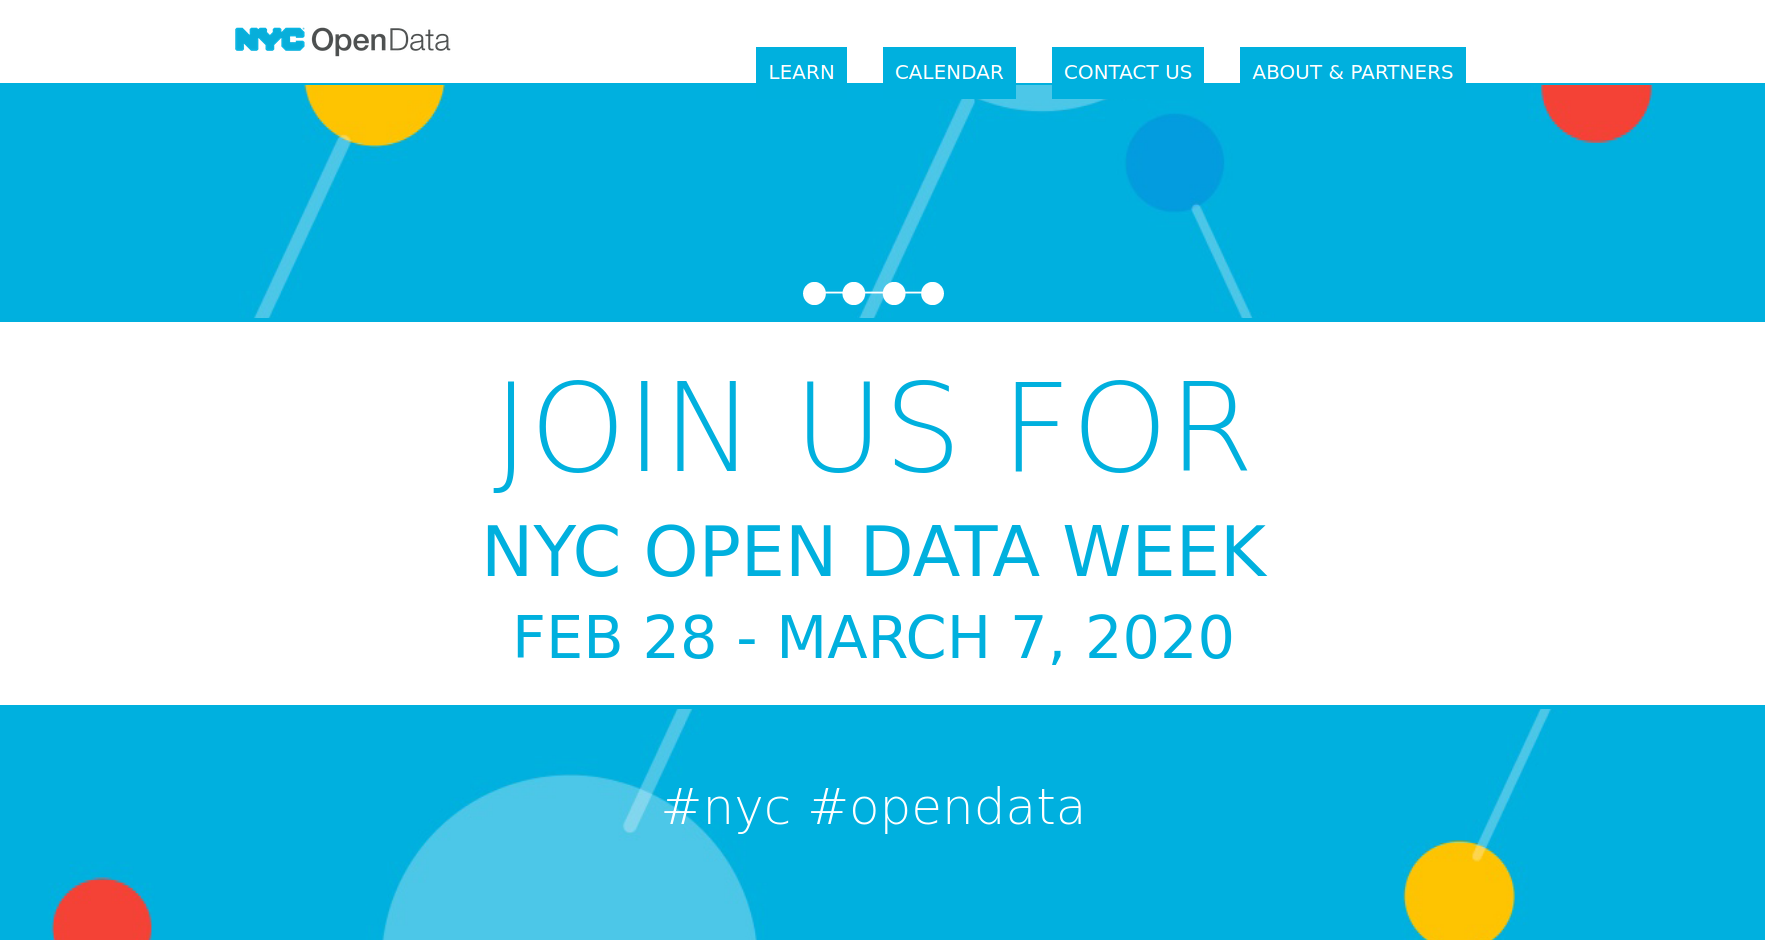 NYC OpenData
LEARN CALENDAR CONTACT US ABOUT & PARTNERS
JOIN US FOR
NYC OPEN DATA WEEK
FEB 28 - MARCH 7, 2020
#nyc #opendata